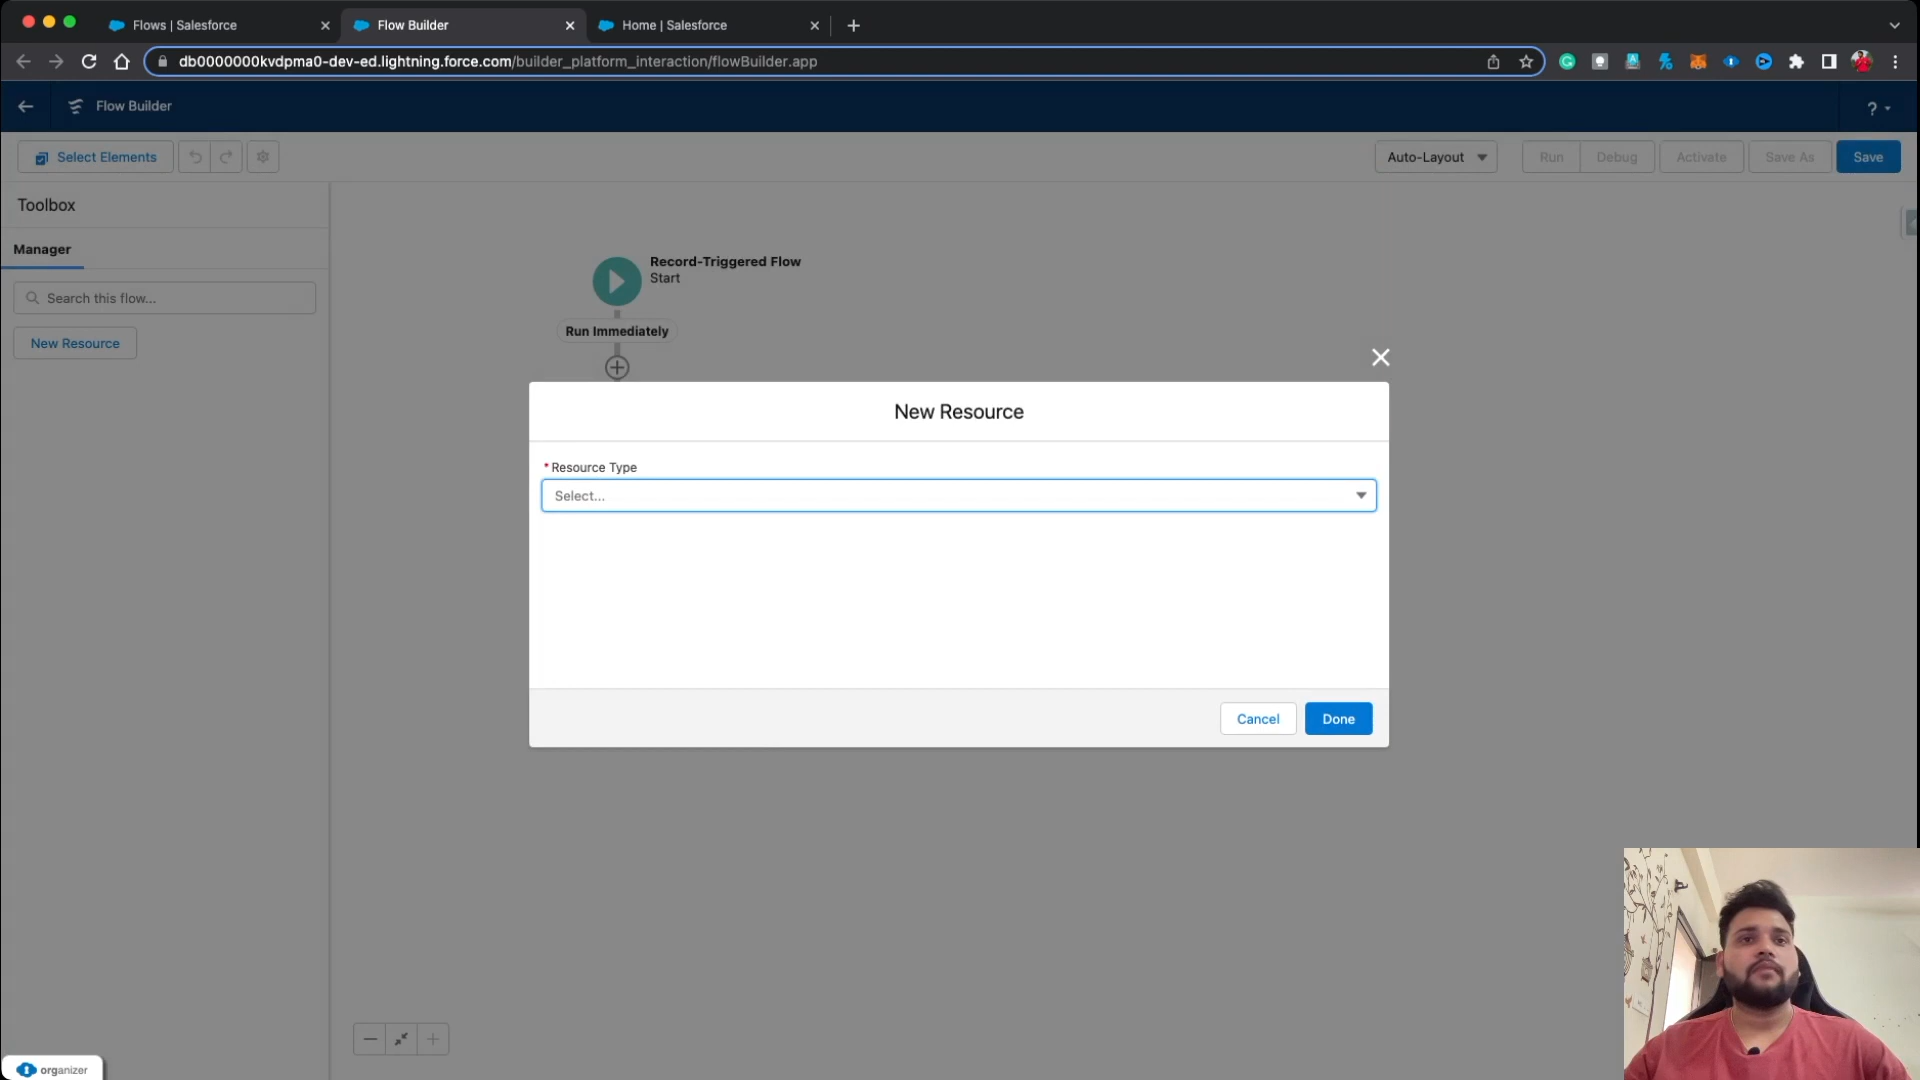 Flows | Salesforce
Flow Builder
Home | Salesforce
db0000000kvdpma0-dev-ed.lightning.force.com/builder_platform_interaction/flowBuilder.app
Flow Builder
?
Select Elements
Auto-Layout
Run
Debug
Activate
Save As
Save
Toolbox
Manager
Search this flow...
New Resource
Record-Triggered Flow
Start
Run Immediately
New Resource
* Resource Type
Select...
Cancel
Done
organizer